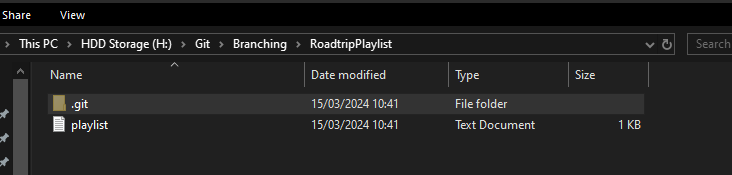 Share View
This PC > HDD Storage (H:) > Git > Branching > RoadtripPlaylist Search
Name Date modified Type Size
.git 15/03/2024 10:41 File folder
playlist 15/03/2024 10:41 Text Document 1 KB